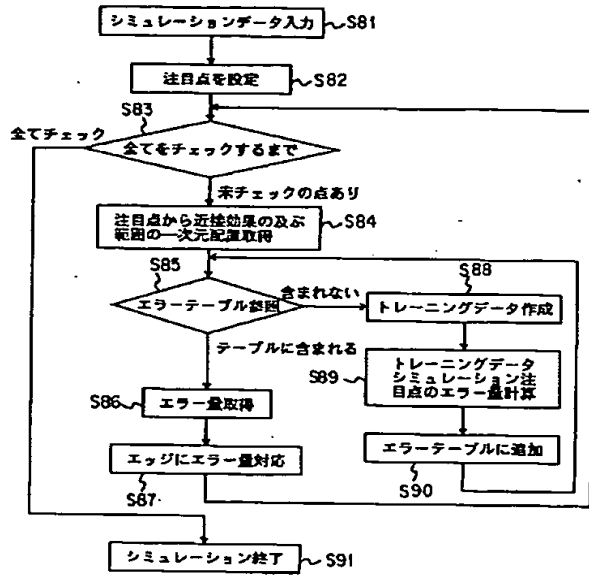 シミュレーションデータ入力
S81
注目点を設定
S82
S83
全てチェック
全てをチェックするまで
未チェックの点あり
注目点から近接効果の及ぶ
範囲の一次元配置取得
S84
S85
エラーテーブル参照
含まれない
S88
トレーニングデータ作成
テーブルに含まれる
S86
エラー量取得
S89
トレーニングデータ
シミュレーション注
目点のエラー量計算
エッジにエラー量対応
S87
エラーテーブルに追加
S90
シミュレーション終了
S91